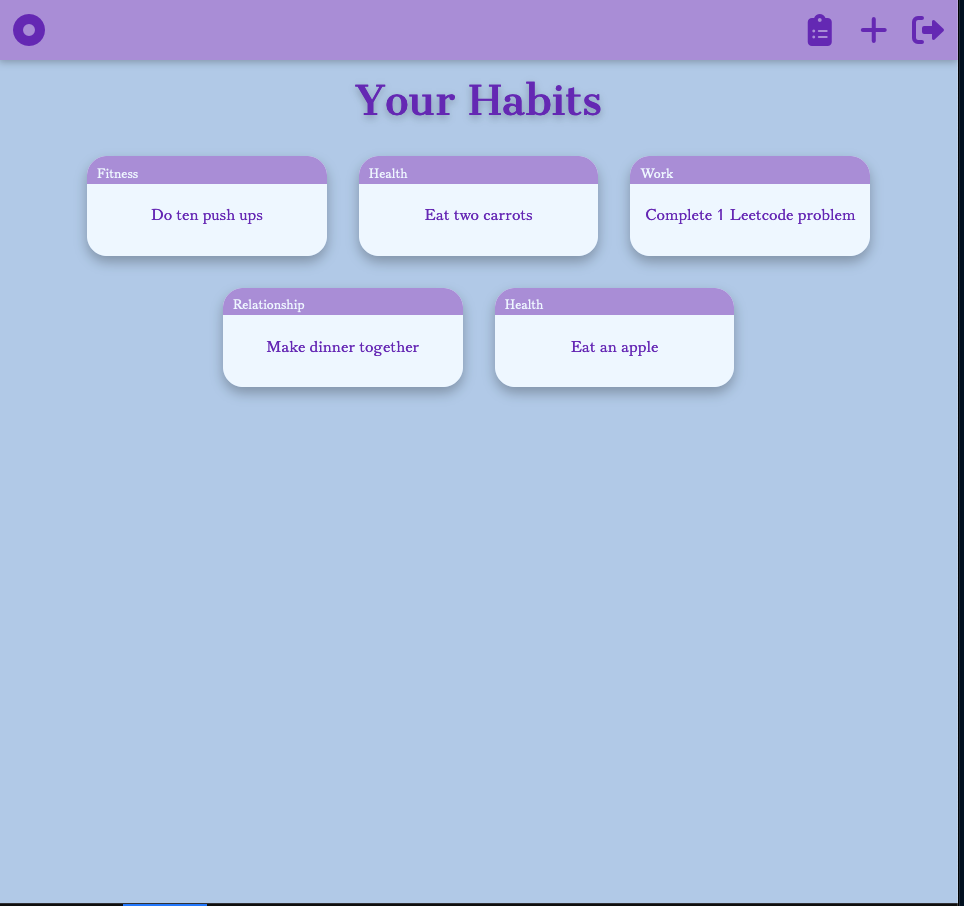 Your Habits
Fitness
Do ten push ups
Health
Eat two carrots
Work
Complete 1 Leetcode problem
Relationship
Make dinner together
Health
Eat an apple